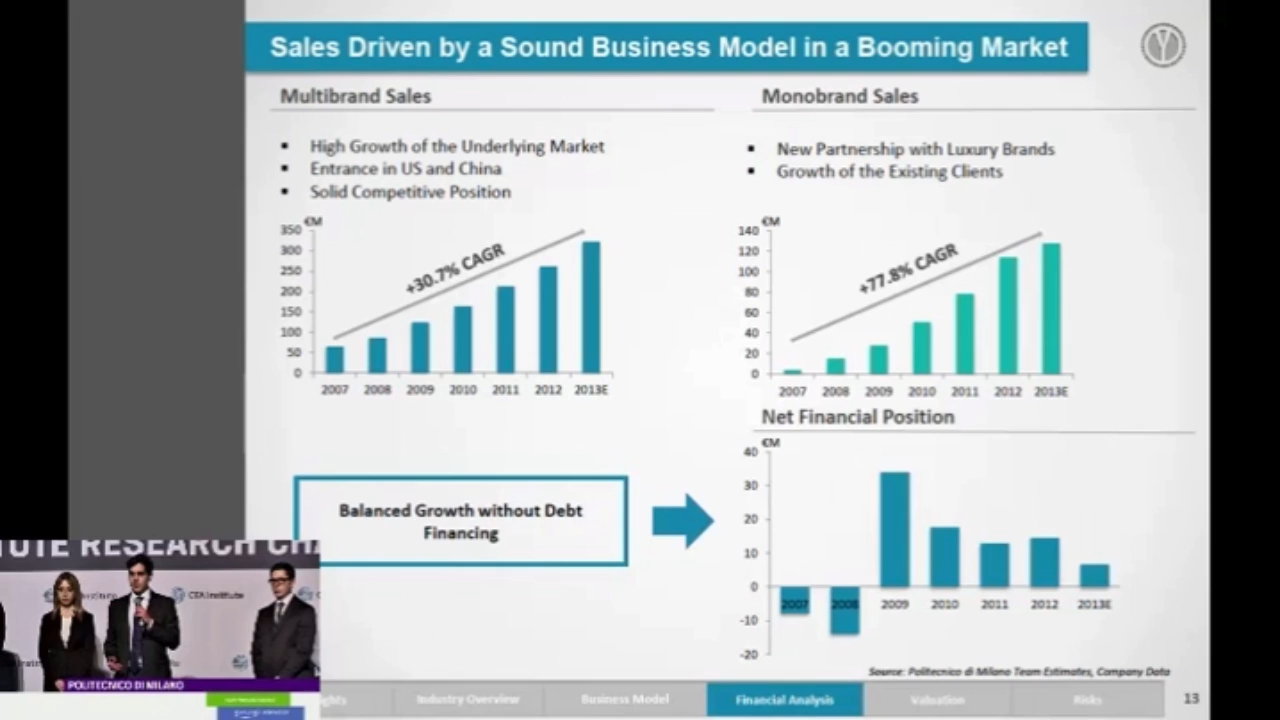 Sales Driven by a Sound Business Model in a Booming Market
Multibrand Sales
▪ High Growth of the Underlying Market
▪ Entrance in US and China
▪ Solid Competitive Position
€M
350
300
250
200
150
100
50
0
+30.7% CAGR
2007 2008 2009 2010 2011 2012 2013E
Monobrand Sales
▪ New Partnership with Luxury Brands
▪ Growth of the Existing Clients
€M
140
120
100
80
60
40
20
0
+77.8% CAGR
2007 2008 2009 2010 2011 2012 2013E
Balanced Growth without Debt
Financing
Net Financial Position
€M
40
30
20
10
0
-10
-20
2007 2008 2009 2010 2011 2012 2013E
Source: Politecnico di Milano Team Estimates, Company Data
Industry Overview Business Model Financial Analysis Valuation Risks 13
RESEARCH
CFA Institute
POLITECNICO DI MILANO